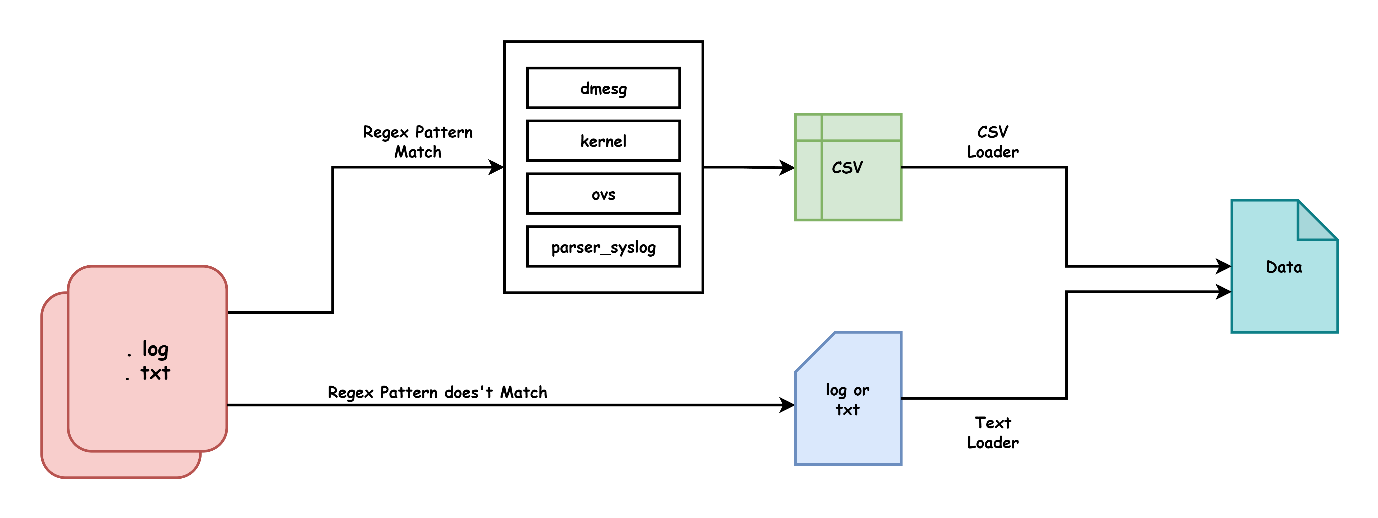 dmesg
Regex Pattern
Match
kernel
CSV
Loader
CSV
ovs
parser_syslog
Data
. log
. txt
Regex Pattern does't Match
log or
txt
Text
Loader